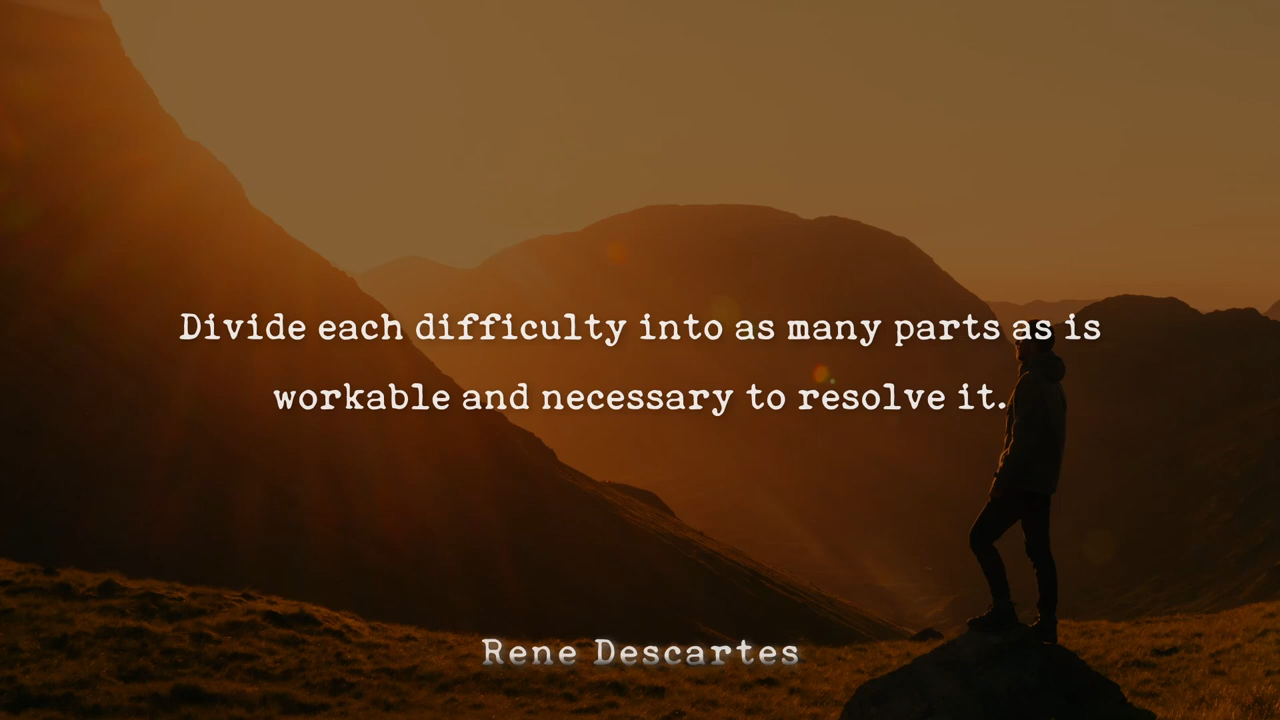 Divide each difficulty into as many parts as is
workable and necessary to resolve it.
Rene Descartes